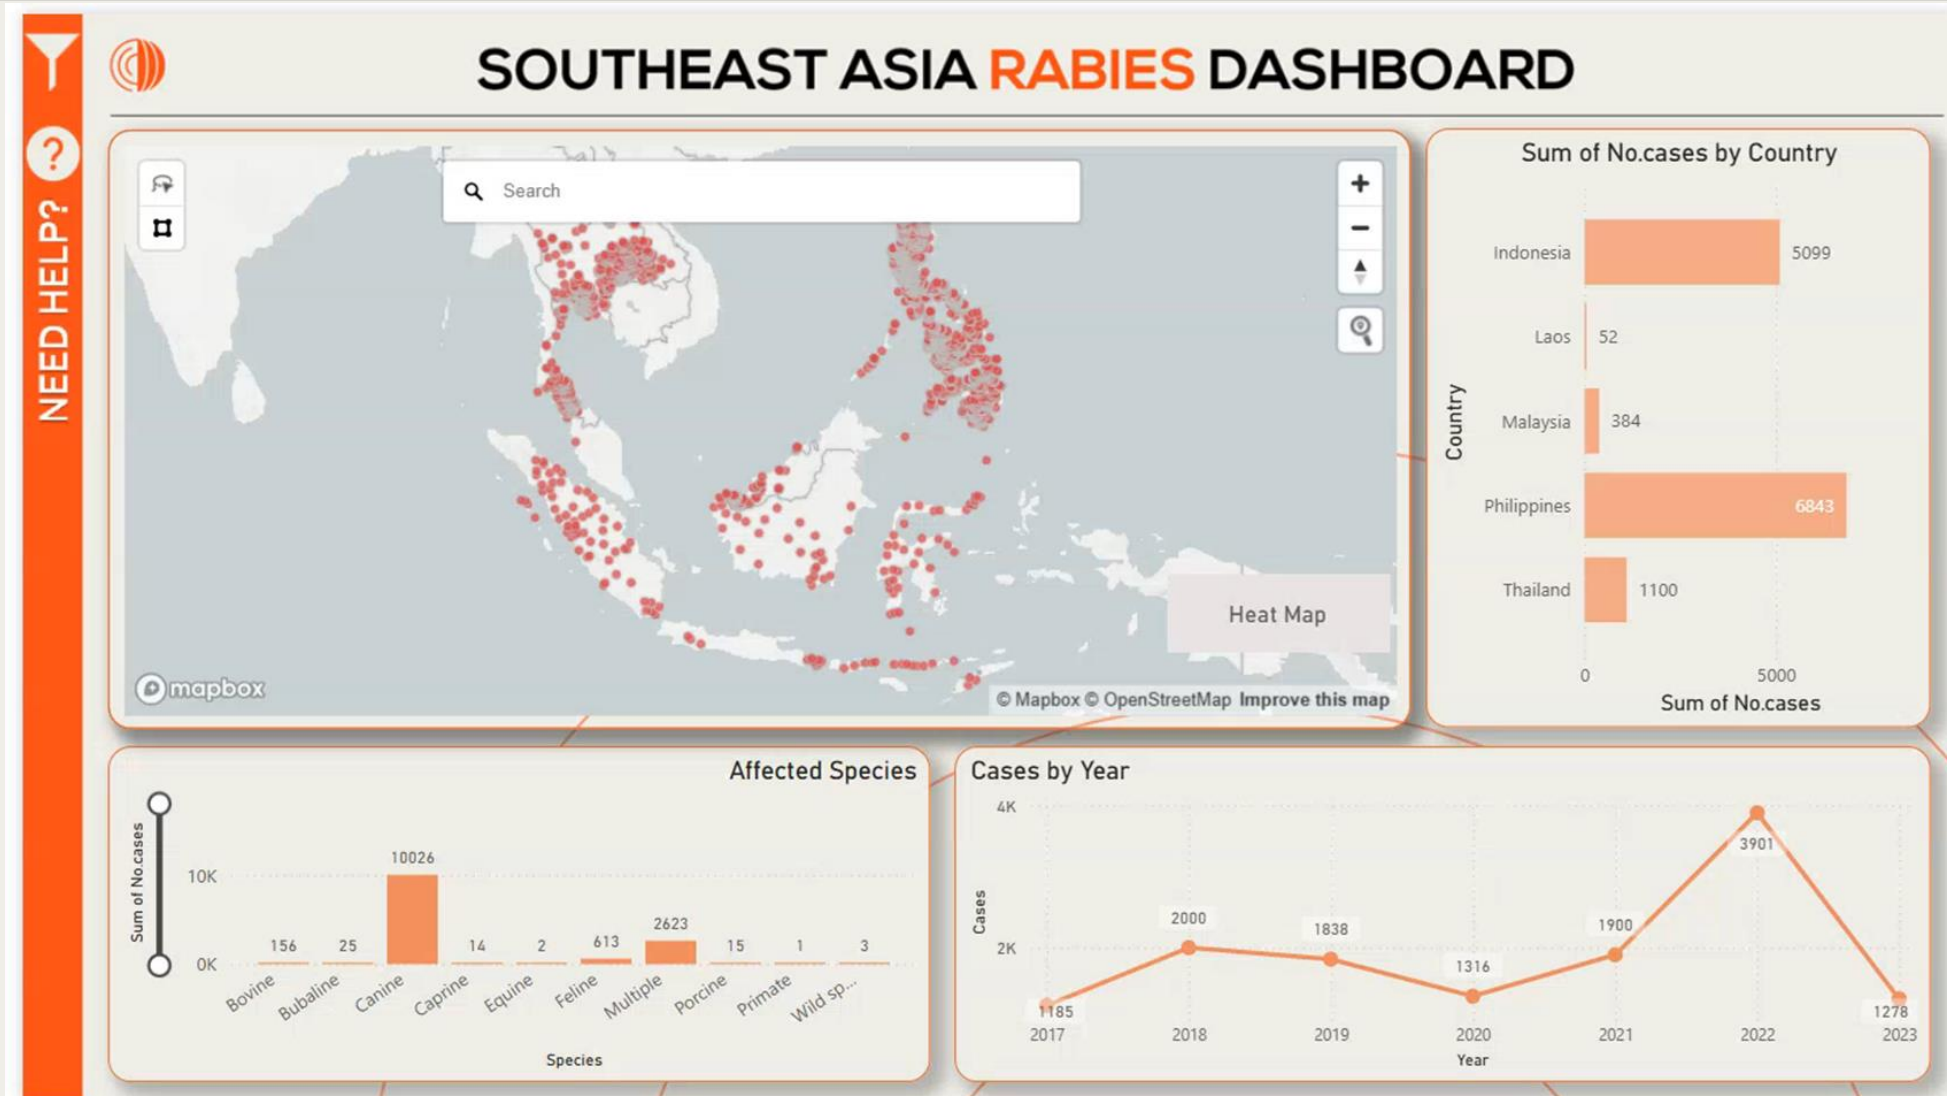 SOUTHEAST ASIA RABIES DASHBOARD
?
NEED HELP?
Search
Heat Map
mapbox
© Mapbox © OpenStreetMap Improve this map
Sum of No.cases by Country
Country
Indonesia 5099
Laos 52
Malaysia 384
Philippines 6843
Thailand 1100
0 5000
Sum of No.cases
Affected Species
Sum of No.cases
10K
0K
156 25 10026 14 2 613 2623 15 1 3
Bovine Bubaline Canine Caprine Equine Feline Multiple Porcine Primate Wild sp...
Species
Cases by Year
Cases
4K
2K
1185 2000 1838 1316 1900 3901 1278
2017 2018 2019 2020 2021 2022 2023
Year